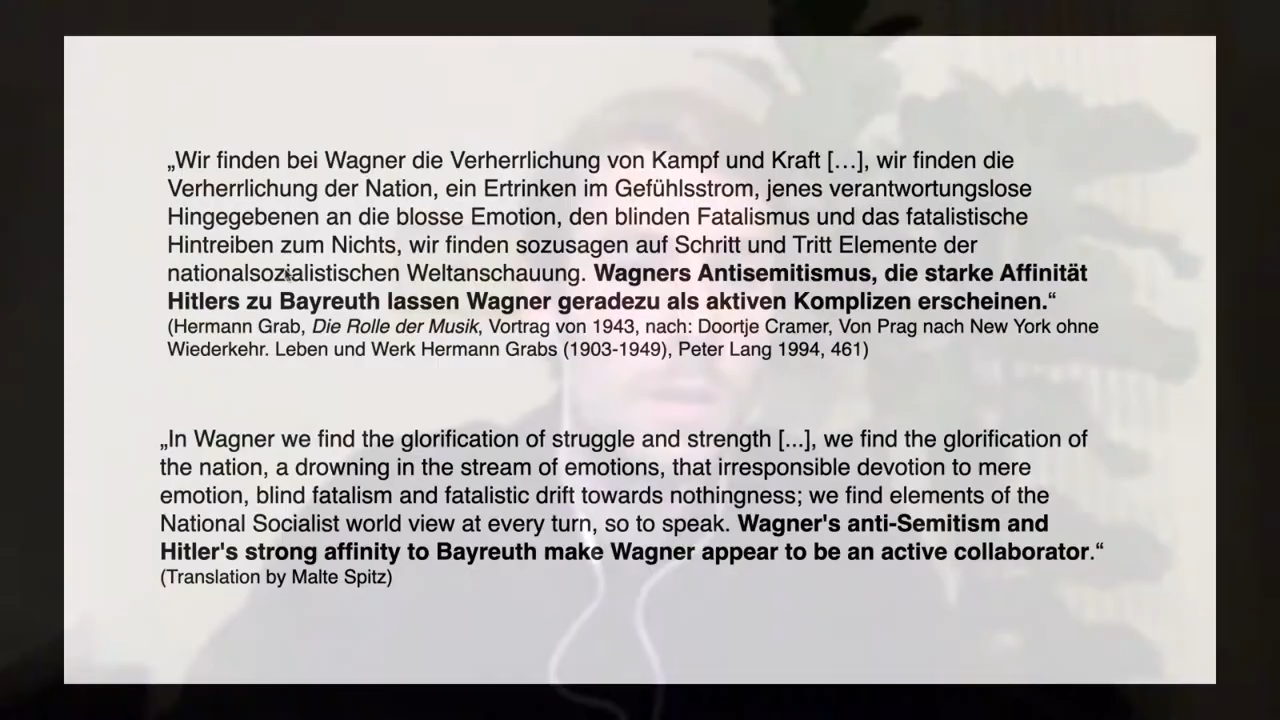 „Wir finden bei Wagner die Verherrlichung von Kampf und Kraft […], wir finden die
Verherrlichung der Nation, ein Ertrinken im Gefühlsstrom, jenes verantwortungslose
Hingegebenen an die blosse Emotion, den blinden Fatalismus und das fatalistische
Hintreiben zum Nichts, wir finden sozusagen auf Schritt und Tritt Elemente der
nationalsozialistischen Weltanschauung. Wagners Antisemitismus, die starke Affinität
Hitlers zu Bayreuth lassen Wagner geradezu als aktiven Komplizen erscheinen.“
(Hermann Grab, Die Rolle der Musik, Vortrag von 1943, nach: Doortje Cramer, Von Prag nach New York ohne
Wiederkehr. Leben und Werk Hermann Grabs (1903-1949), Peter Lang 1994, 461)
„In Wagner we find the glorification of struggle and strength [...], we find the glorification of
the nation, a drowning in the stream of emotions, that irresponsible devotion to mere
emotion, blind fatalism and fatalistic drift towards nothingness; we find elements of the
National Socialist world view at every turn, so to speak. Wagner's anti-Semitism and
Hitler's strong affinity to Bayreuth make Wagner appear to be an active collaborator.“
(Translation by Malte Spitz)